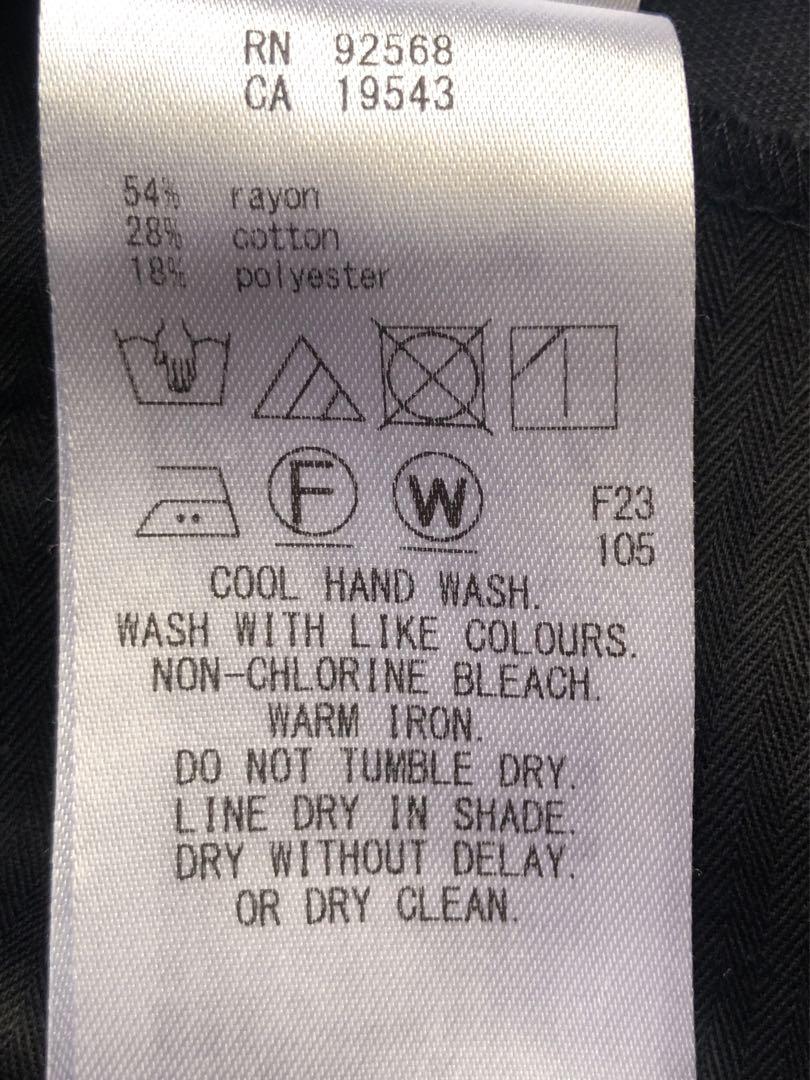 RN 92568
CA 19543
54% rayon
28% cotton
18% polyester
F W F23
105
COOL HAND WASH.
WASH WITH LIKE COLOURS.
NON-CHLORINE BLEACH.
WARM IRON.
DO NOT TUMBLE DRY.
LINE DRY IN SHADE.
DRY WITHOUT DELAY.
OR DRY CLEAN.